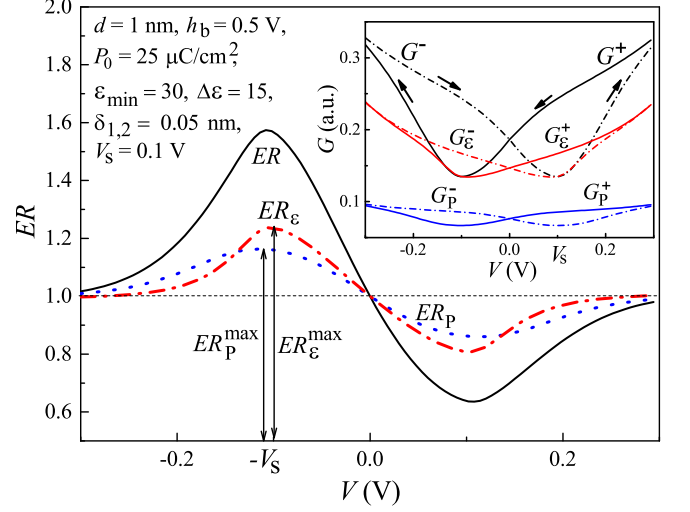 d = 1 nm, h_b = 0.5 V,
P_0 = 25 μC/cm^2,
ε_min = 30, Δε = 15,
δ_1,2 = 0.05 nm,
V_S = 0.1 V
ER
ER_ε
ER_P
ER_P^max
ER_ε^max
1.8
1.6
1.4
1.2
1.0
0.8
0.6
ER
-0.2
-V_S
0.0
0.2
V (V)
G^-
G^+
G_ε^-
G_ε^+
G_P^-
G_P^+
0.3
0.2
0.1
G (a.u.)
-0.2
0.0
V_S
0.2
V (V)